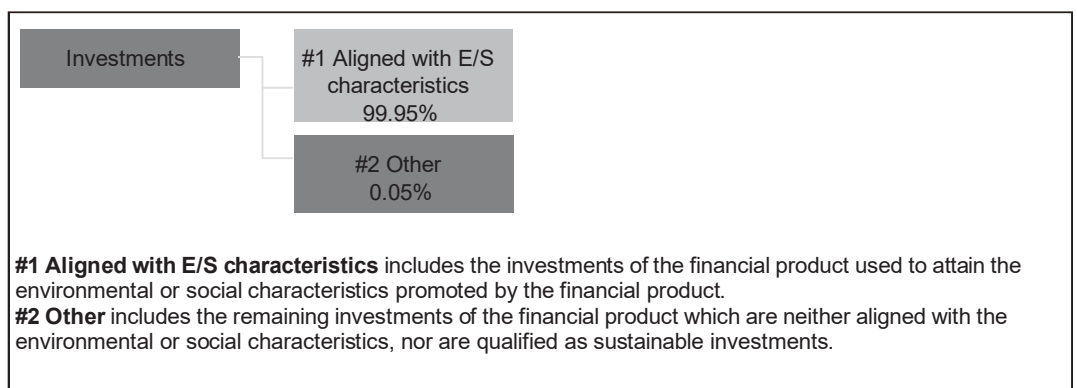 Investments
#1 Aligned with E/S
characteristics
99.95%
#2 Other
0.05%
#1 Aligned with E/S characteristics includes the investments of the financial product used to attain the
environmental or social characteristics promoted by the financial product.
#2 Other includes the remaining investments of the financial product which are neither aligned with the
environmental or social characteristics, nor are qualified as sustainable investments.